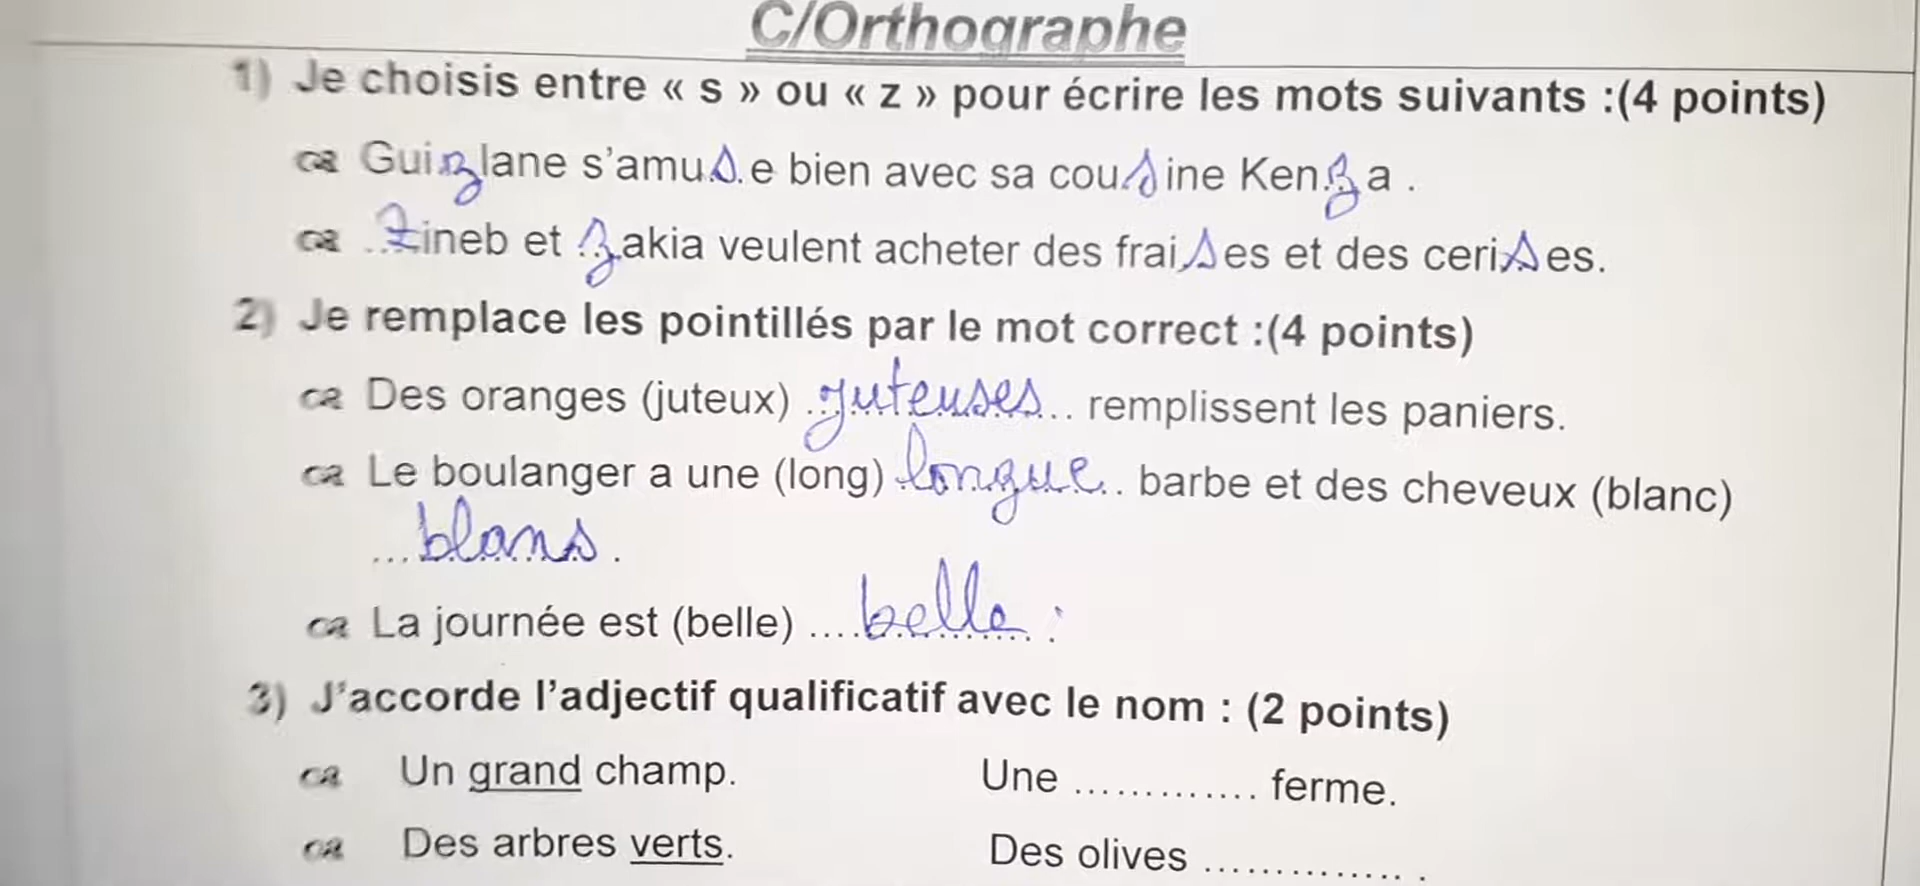 C/Orthographe
1) Je choisis entre « s » ou « z » pour écrire les mots suivants :(4 points)
Guizlane s'amus.e bien avec sa cousine Ken.za .
..Zineb et .zakia veulent acheter des fraises et des cerises.
2) Je remplace les pointillés par le mot correct :(4 points)
Des oranges (juteux) ..juteuses... remplissent les paniers.
Le boulanger a une (long) .longue.. barbe et des cheveux (blanc)
...blans .
La journée est (belle) ....belle... :
3) J'accorde l'adjectif qualificatif avec le nom : (2 points)
Un grand champ. Une ............. ferme.
Des arbres verts. Des olives .............. .